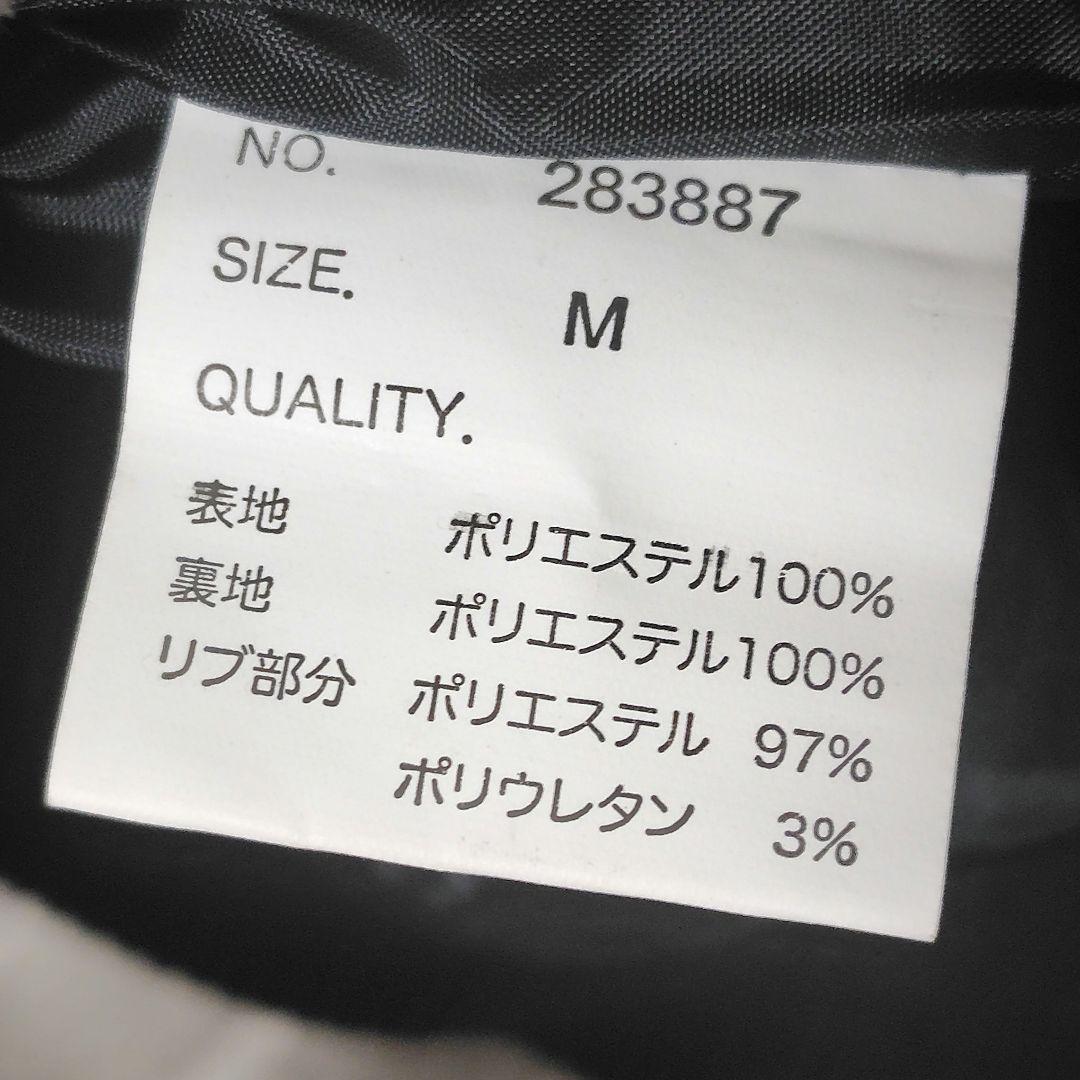 NO. 283887
SIZE. M
QUALITY.
表地 ポリエステル100%
裏地 ポリエステル100%
リブ部分 ポリエステル 97%
ポリウレタン 3%